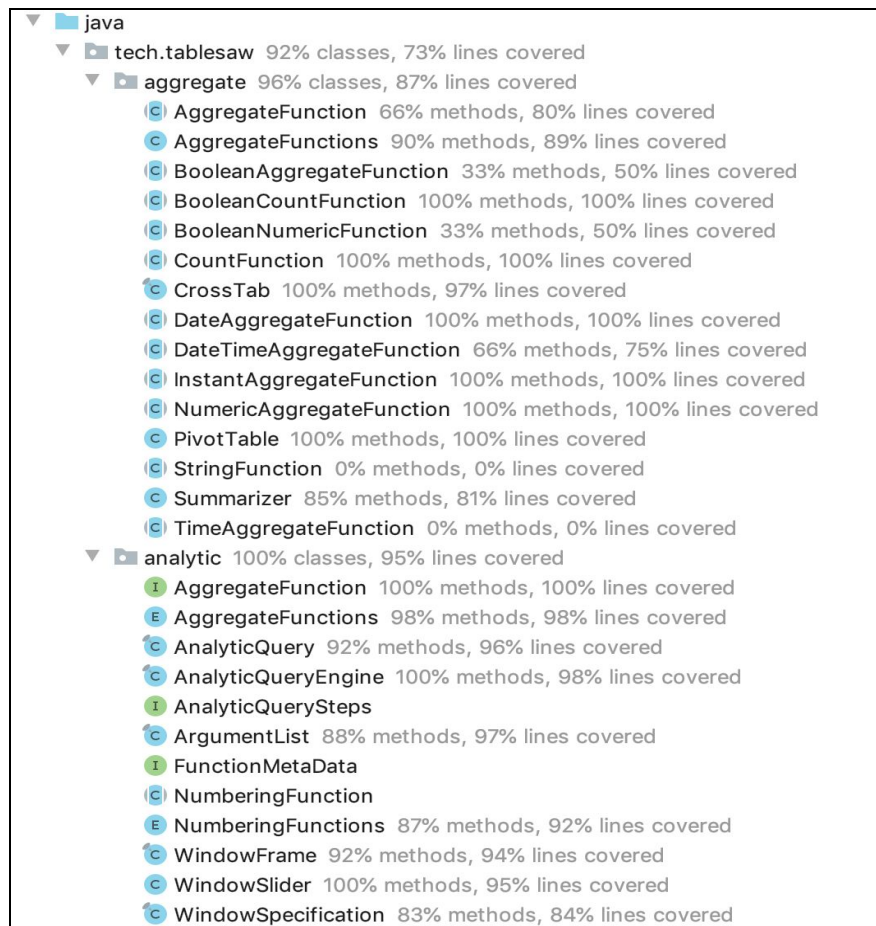 java
tech.tablesaw 92% classes, 73% lines covered
aggregate 96% classes, 87% lines covered
AggregateFunction 66% methods, 80% lines covered
AggregateFunctions 90% methods, 89% lines covered
BooleanAggregateFunction 33% methods, 50% lines covered
BooleanCountFunction 100% methods, 100% lines covered
BooleanNumericFunction 33% methods, 50% lines covered
CountFunction 100% methods, 100% lines covered
CrossTab 100% methods, 97% lines covered
DateAggregateFunction 100% methods, 100% lines covered
DateTimeAggregateFunction 66% methods, 75% lines covered
InstantAggregateFunction 100% methods, 100% lines covered
NumericAggregateFunction 100% methods, 100% lines covered
PivotTable 100% methods, 100% lines covered
StringFunction 0% methods, 0% lines covered
Summarizer 85% methods, 81% lines covered
TimeAggregateFunction 0% methods, 0% lines covered
analytic 100% classes, 95% lines covered
AggregateFunction 100% methods, 100% lines covered
AggregateFunctions 98% methods, 98% lines covered
AnalyticQuery 92% methods, 96% lines covered
AnalyticQueryEngine 100% methods, 98% lines covered
AnalyticQuerySteps
ArgumentList 88% methods, 97% lines covered
FunctionMetaData
NumberingFunction
NumberingFunctions 87% methods, 92% lines covered
WindowFrame 92% methods, 94% lines covered
WindowSlider 100% methods, 95% lines covered
WindowSpecification 83% methods, 84% lines covered